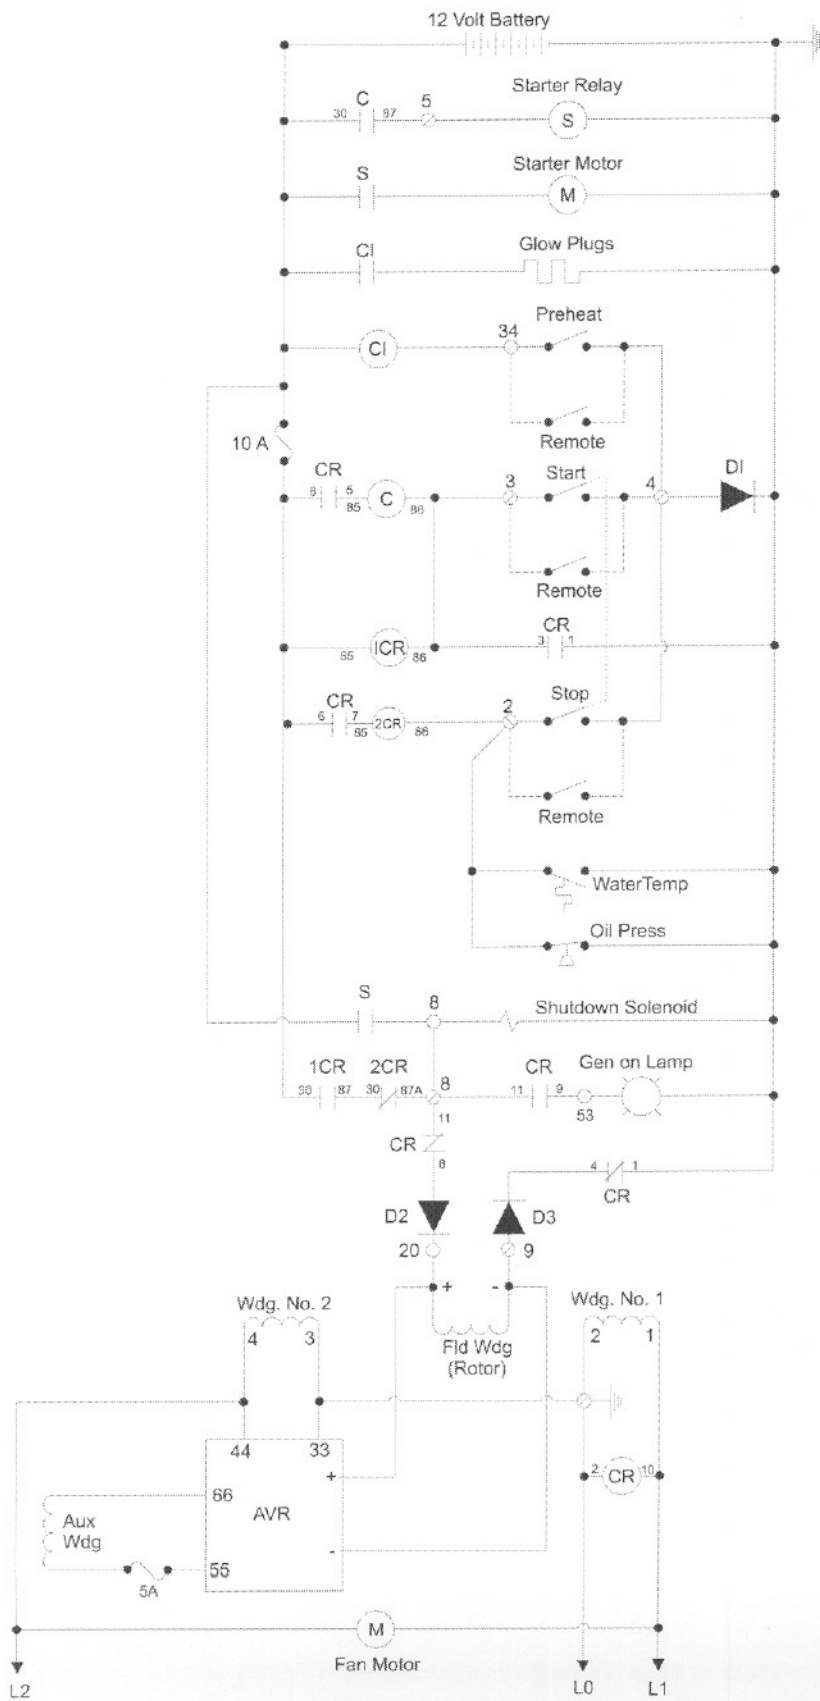 12 Volt Battery
Starter Relay
C
30 87
5
S
Starter Motor
S
M
Glow Plugs
CI
Preheat
34
CI
Remote
10 A
CR
8 5
85
C
86
3
Start
4
DI
Remote
CR
3 1
85
ICR
86
CR
6 7
85
2CR
86
2
Stop
Remote
WaterTemp
Oil Press
S
8
Shutdown Solenoid
1CR
30 87
2CR
30 87A
8
CR
11 9
53
Gen on Lamp
11
CR
8
4 1
CR
D2
D3
20
9
+ -
Wdg. No. 2
4 3
Fld Wdg
(Rotor)
Wdg. No. 1
2 1
44 33
+
66
AVR
Aux
Wdg
55
-
5A
2
CR
10
M
Fan Motor
L2
L0
L1